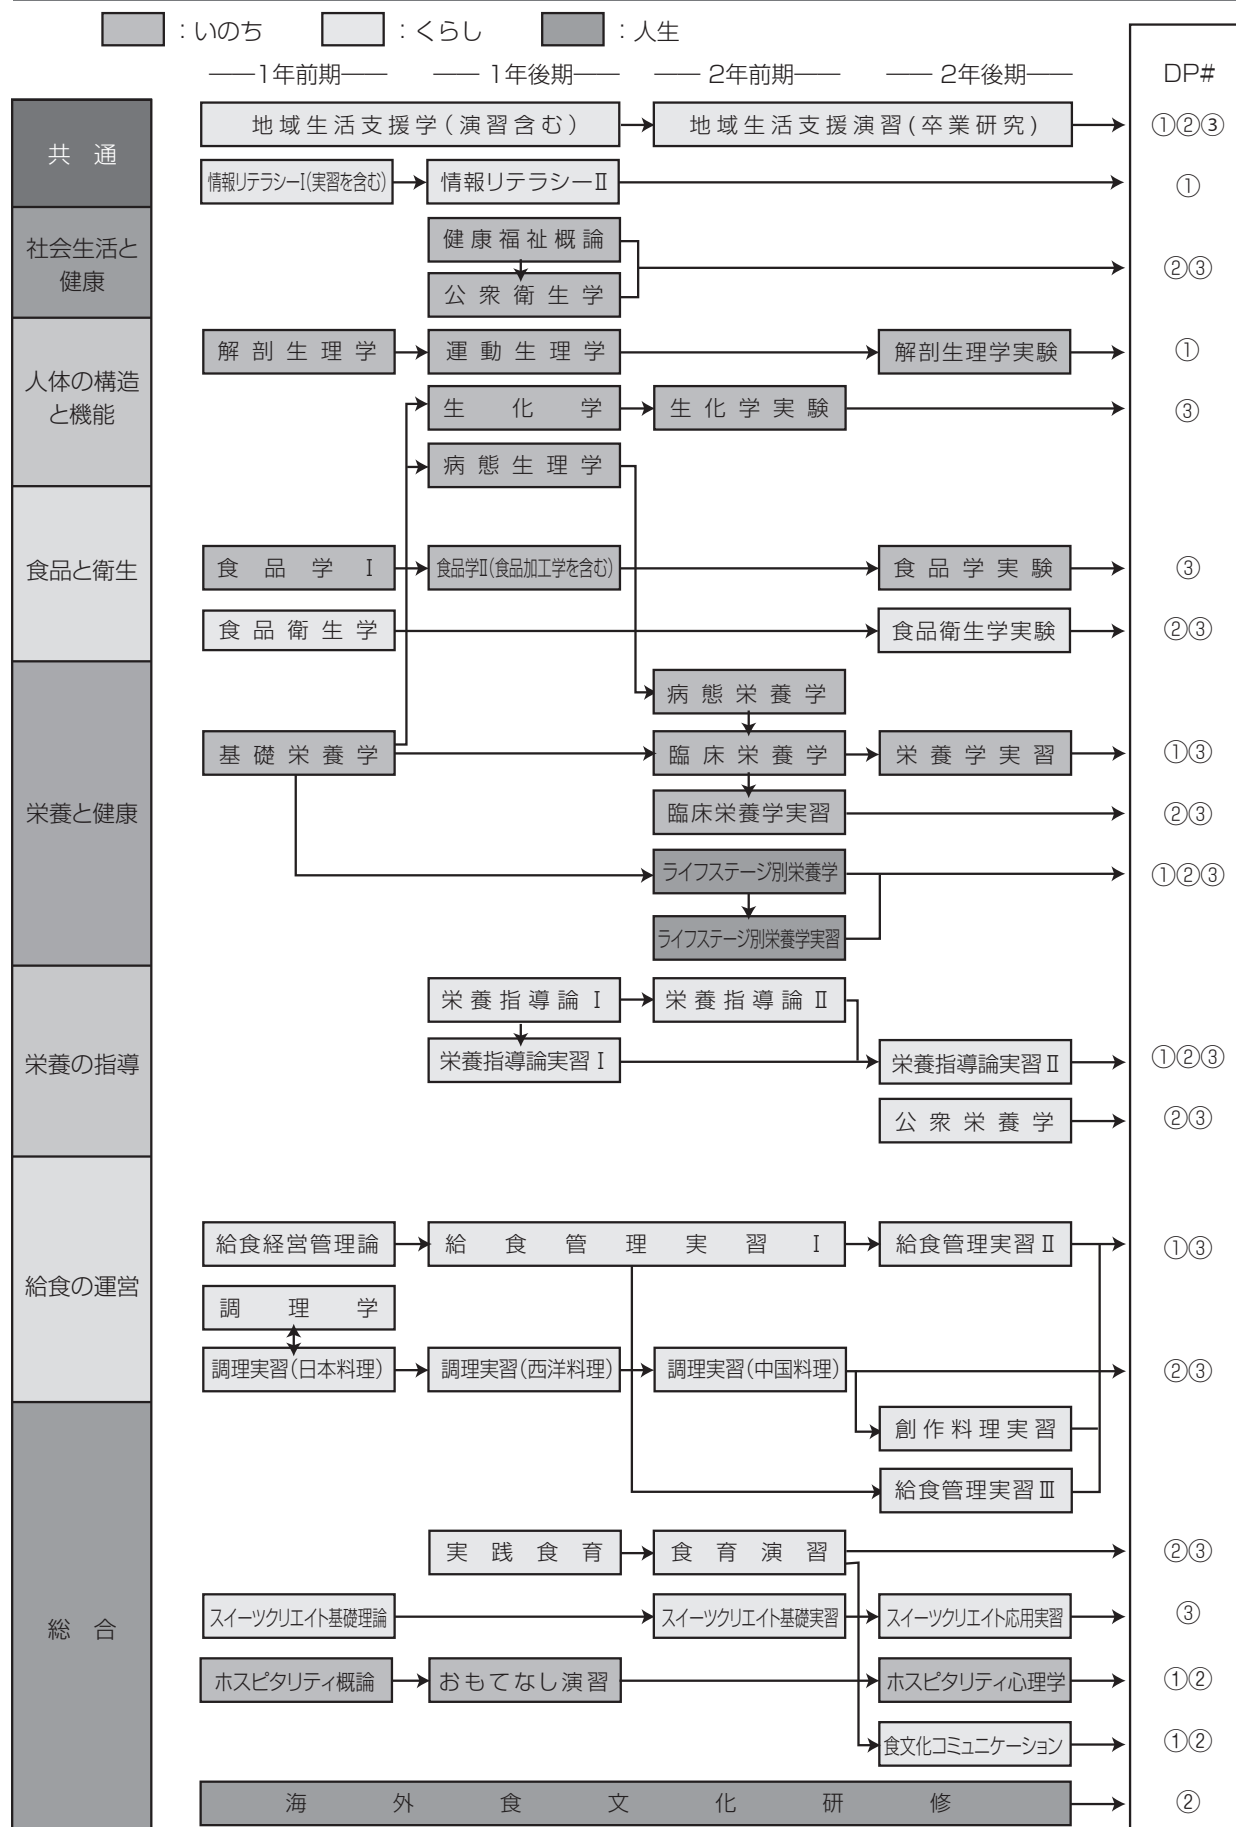 ：いのち　：くらし　：人生
1年前期　1年後期　2年前期　2年後期　DP#
共通
地域生活支援学(演習含む)　地域生活支援演習(卒業研究)　①②③
情報リテラシーⅠ(実習を含む)　情報リテラシーⅡ　①
社会生活と
健康
健康福祉概論
公衆衛生学
②③
人体の構造
と機能
解剖生理学　運動生理学　解剖生理学実験　①
生化学　生化学実験　③
病態生理学
食品と衛生
食品学Ⅰ　食品学Ⅱ(食品加工学を含む)　食品学実験　③
食品衛生学　食品衛生学実験　②③
栄養と健康
病態栄養学
基礎栄養学　臨床栄養学　栄養学実習　①③
臨床栄養学実習　②③
ライフステージ別栄養学　①②③
ライフステージ別栄養学実習
栄養の指導
栄養指導論Ⅰ　栄養指導論Ⅱ
栄養指導論実習Ⅰ　栄養指導論実習Ⅱ　①②③
公衆栄養学　②③
給食の運営
給食経営管理論　給食管理実習Ⅰ　給食管理実習Ⅱ　①③
調理学
調理実習(日本料理)　調理実習(西洋料理)　調理実習(中国料理)　②③
創作料理実習
給食管理実習Ⅲ
総合
実践食育　食育演習　②③
スイーツクリエイト基礎理論　スイーツクリエイト基礎実習　スイーツクリエイト応用実習　③
ホスピタリティ概論　おもてなし演習　ホスピタリティ心理学　①②
食文化コミュニケーション　①②
海外食文化研修　②